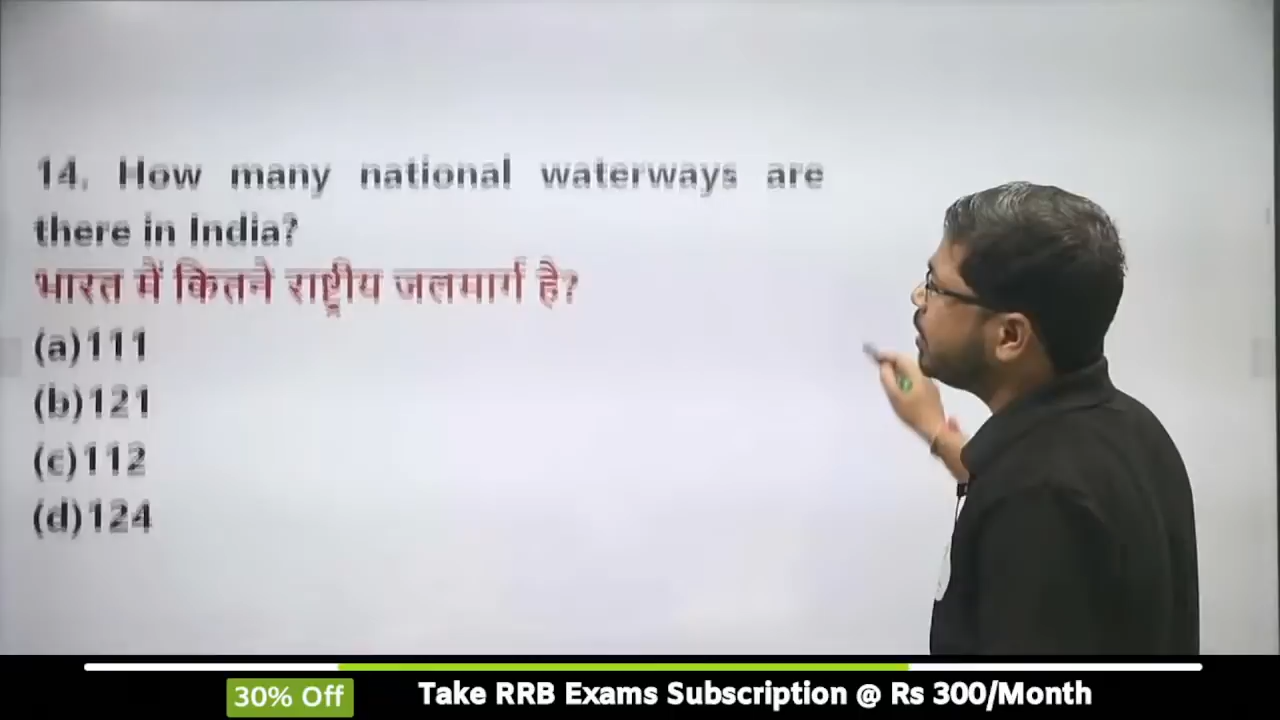 14. How many national waterways are
there in India?
भारत में कितने राष्ट्रीय जलमार्ग है?
(a)111
(b)121
(c)112
(d)124
30% Off Take RRB Exams Subscription @ Rs 300/Month